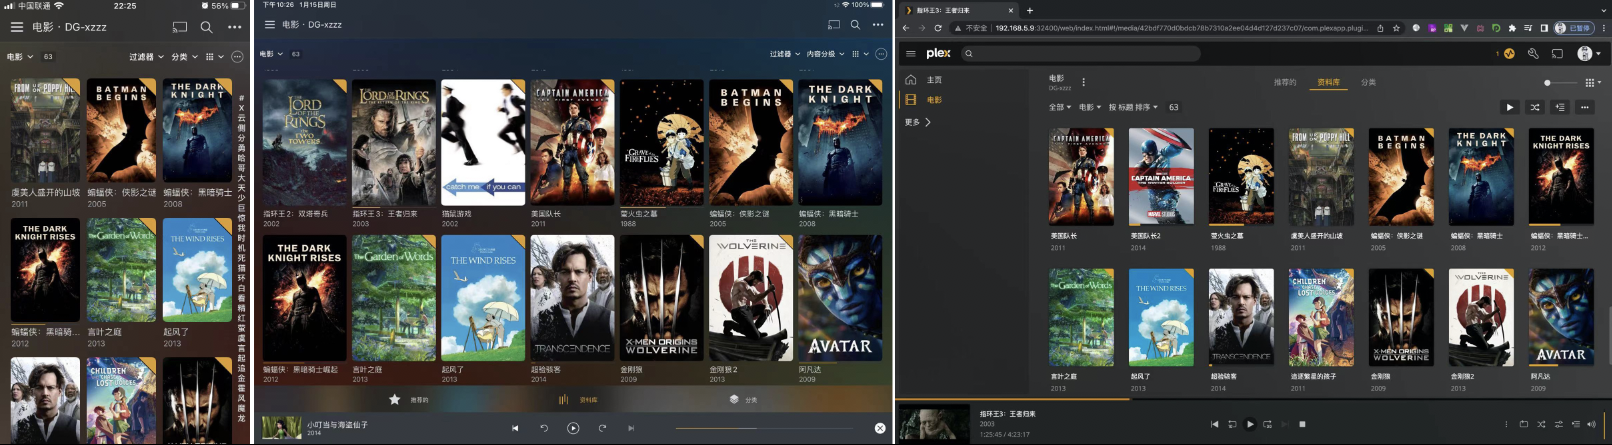 中国联通 22:25 56%
电影 · DG-xzzz
电影 63 过滤器 分类
FROM UP ON POPPY HILL
BATMAN BEGINS
THE DARK KNIGHT
虞美人盛开的山坡
2011
蝙蝠侠：侠影之谜
2005
蝙蝠侠：黑暗骑士
2008
THE DARK KNIGHT RISES
The Garden of Words
THE WIND RISES
蝙蝠侠：黑暗骑...
2012
言叶之庭
2013
起风了
2013
CHILDREN
LOST VOICES
#
X
云
侧
分
勇
哈
哥
大
天
少
巨
惊
我
时
机
死
猫
环
白
看
精
红
萤
虞
言
起
追
金
霍
风
魔
龙
下午10:26 1月15日周日 100%
电影 · DG-xzzz
电影 63 过滤器 内容分级
THE LORD OF THE RINGS
THE TWO TOWERS
THE LORD OF THE RINGS
THE RETURN OF THE KING
catch me if you can
CAPTAIN AMERICA
THE FIRST AVENGER
GRAVE OF THE FIREFLIES
BATMAN BEGINS
THE DARK KNIGHT
指环王2：双塔奇兵
2002
指环王3：王者归来
2003
猫鼠游戏
2002
美国队长
2011
萤火虫之墓
1988
蝙蝠侠：侠影之谜
2005
蝙蝠侠：黑暗骑士
2008
THE DARK KNIGHT RISES
The Garden of Words
THE WIND RISES
TRANSCENDENCE
X-MEN ORIGINS WOLVERINE
THE WOLVERINE
AVATAR
蝙蝠侠：黑暗骑士崛起
2012
言叶之庭
2013
起风了
2013
超验骇客
2014
金刚狼
2009
金刚狼2
2013
阿凡达
2009
推荐的 资料库 分类
小叮当与海盗仙子
2014
指环王3：王者归来
不安全 192.168.5.9:32400/web/index.html#!/media/42bdf770d0bdcb78b7310a2ee04d4d127d237c07/com.plexapp.plugi...
已暂停
plex
1
主页
电影
更多
电影
DG-xzzz
推荐的 资料库 分类
全部 电影 按 标题 排序 63
CAPTAIN AMERICA
CAPTAIN AMERICA
THE WINTER SOLDIER
MARVEL STUDIOS
GRAVE OF THE FIREFLIES
FROM UP ON POPPY HILL
BATMAN BEGINS
THE DARK KNIGHT
THE DARK KNIGHT RISES
美国队长
2011
美国队长2
2014
萤火虫之墓
1988
虞美人盛开的山坡
2011
蝙蝠侠：侠影之谜
2005
蝙蝠侠：黑暗骑士
2008
蝙蝠侠：黑暗骑士...
2012
The Garden of Words
THE WIND RISES
TRANSCENDENCE
CHILDREN
LOST VOICES
X-MEN ORIGINS WOLVERINE
THE WOLVERINE
AVATAR
言叶之庭
2013
起风了
2013
超验骇客
2014
追逐繁星的孩子
2011
金刚狼
2009
金刚狼2
2013
阿凡达
2009
指环王3：王者归来
2003
1:25:45 / 4:23:17